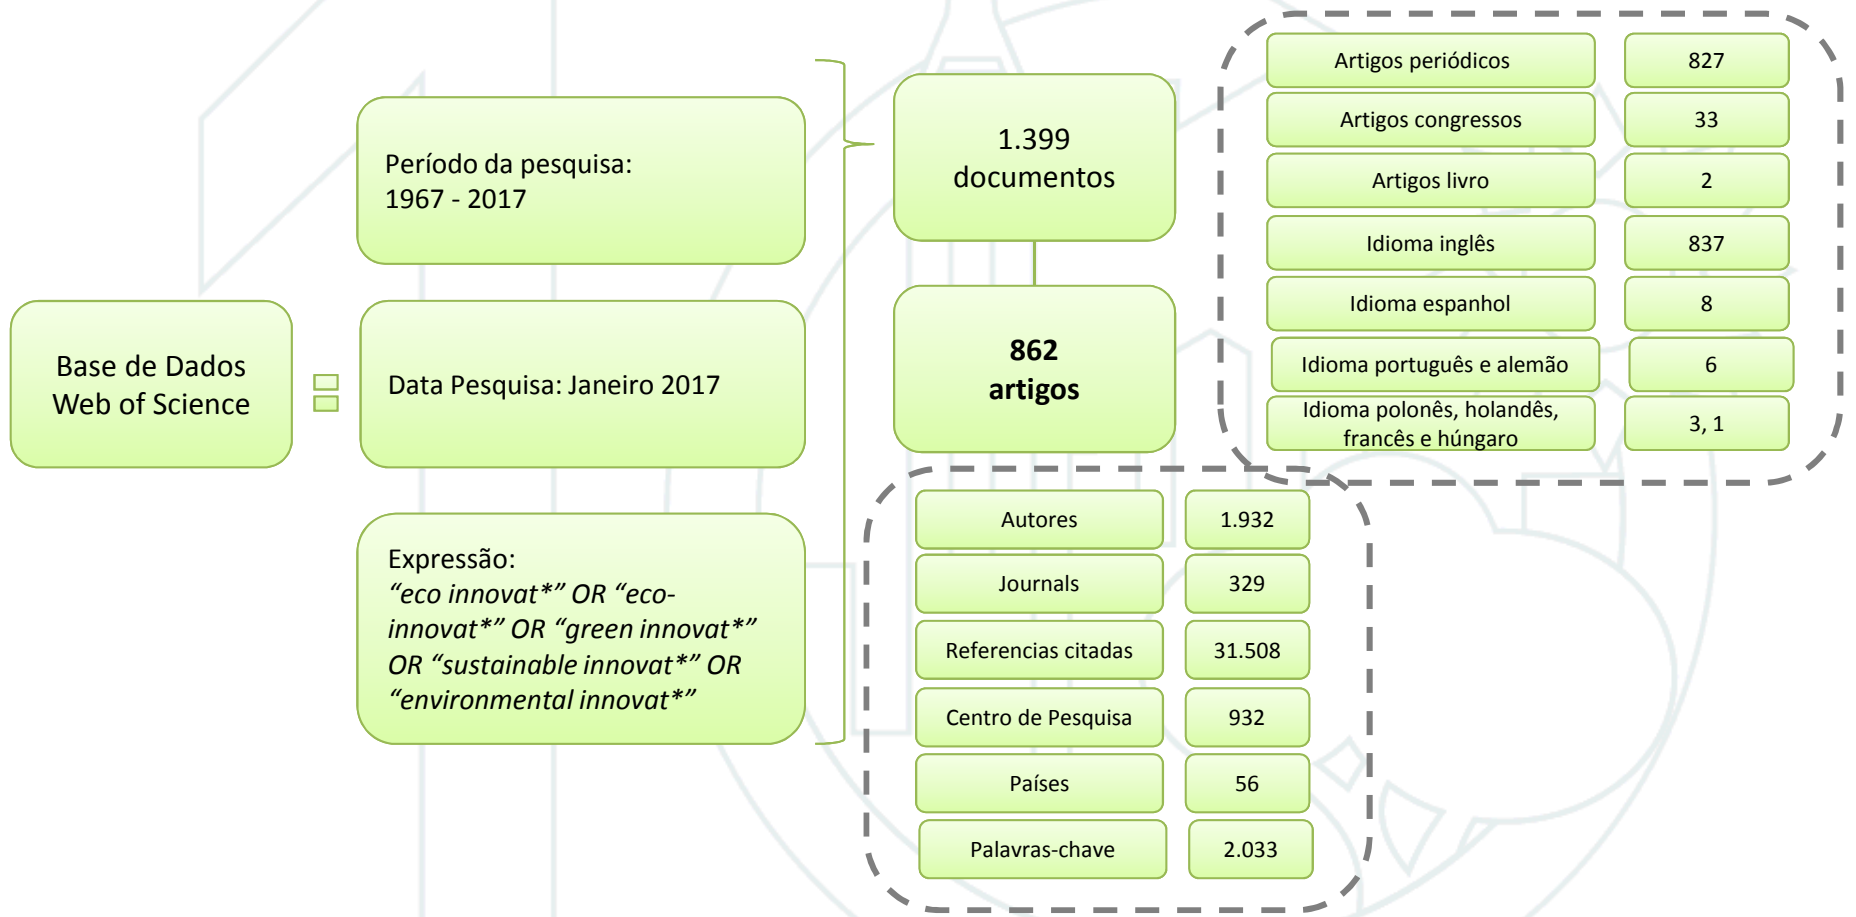 Base de Dados
Web of Science
Período da pesquisa:
1967 - 2017
Data Pesquisa: Janeiro 2017
Expressão:
“eco innovat*” OR “eco-
innovat*” OR “green innovat*”
OR “sustainable innovat*” OR
“environmental innovat*”
1.399
documentos
862
artigos
Artigos periódicos 827
Artigos congressos 33
Artigos livro 2
Idioma inglês 837
Idioma espanhol 8
Idioma português e alemão 6
Idioma polonês, holandês,
francês e húngaro 3, 1
Autores 1.932
Journals 329
Referencias citadas 31.508
Centro de Pesquisa 932
Países 56
Palavras-chave 2.033